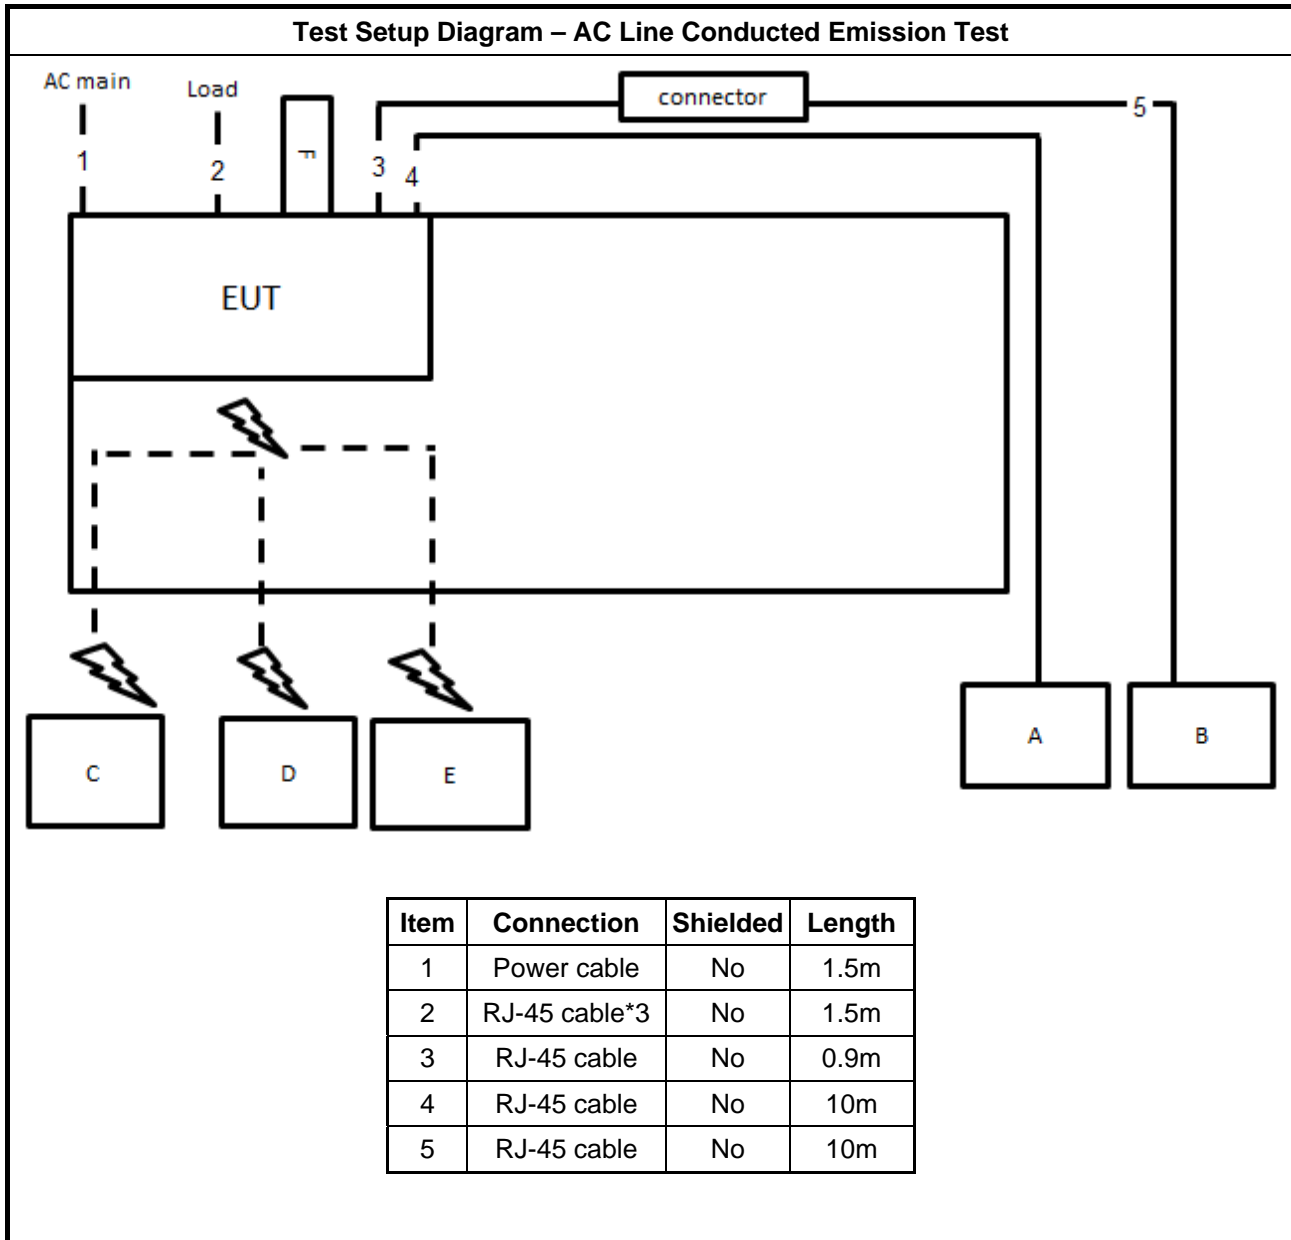 Test Setup Diagram – AC Line Conducted Emission Test
AC main
Load
connector
5
1
2
F
3
4
EUT
A
B
C
D
E
Item Connection Shielded Length
1 Power cable No 1.5m
2 RJ-45 cable*3 No 1.5m
3 RJ-45 cable No 0.9m
4 RJ-45 cable No 10m
5 RJ-45 cable No 10m